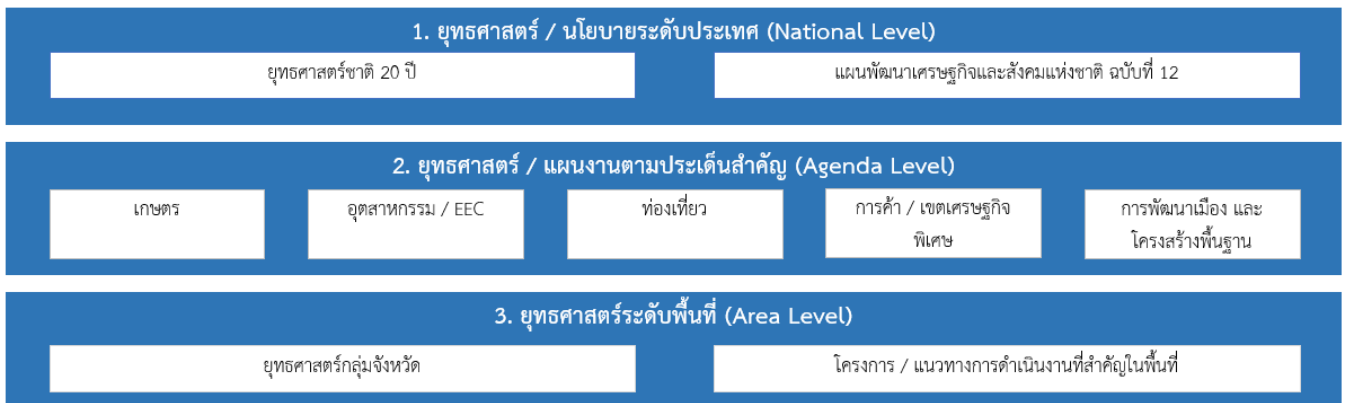 1. ยุทธศาสตร์ / นโยบายระดับประเทศ (National Level)
ยุทธศาสตร์ชาติ 20 ปี
แผนพัฒนาเศรษฐกิจและสังคมแห่งชาติ ฉบับที่ 12
2. ยุทธศาสตร์ / แผนงานตามประเด็นสำคัญ (Agenda Level)
เกษตร
อุตสาหกรรม / EEC
ท่องเที่ยว
การค้า / เขตเศรษฐกิจ
พิเศษ
การพัฒนาเมือง และ
โครงสร้างพื้นฐาน
3. ยุทธศาสตร์ระดับพื้นที่ (Area Level)
ยุทธศาสตร์กลุ่มจังหวัด
โครงการ / แนวทางการดำเนินงานที่สำคัญในพื้นที่